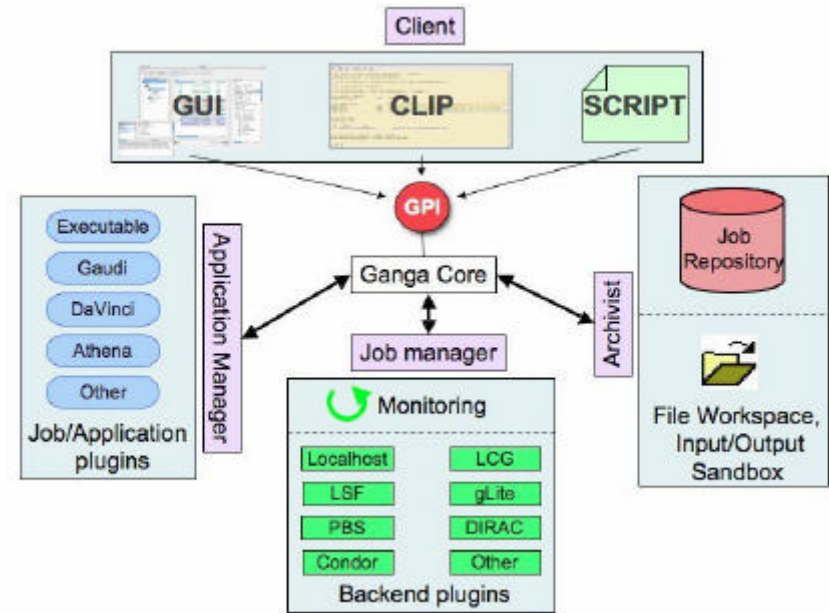 Client
GUI
CLIP
SCRIPT
GPI
Ganga Core
Application Manager
Executable
Gaudi
DaVinci
Athena
Other
Job/Application
plugins
Job manager
Monitoring
Localhost
LCG
LSF
gLite
PBS
DIRAC
Condor
Other
Backend plugins
Archivist
Job
Repository
File Workspace,
Input/Output
Sandbox